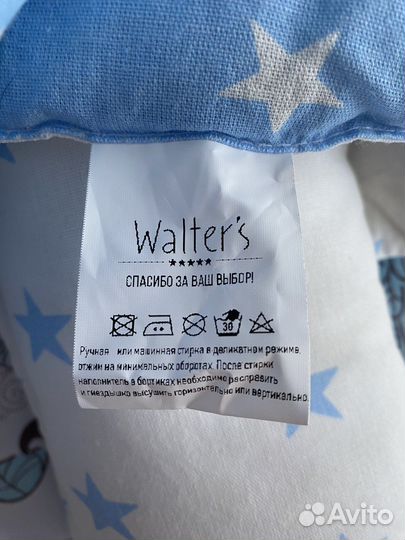 Walter's
СПАСИБО ЗА ВАШ ВЫБОР!
30
Ручная или машинная стирка в деликатном режиме,
отжим на минимальных оборотах. После стирки
наполнитель в бортиках необходимо расправить
и гнездышко высушить горизонтально или вертикально.
Avito